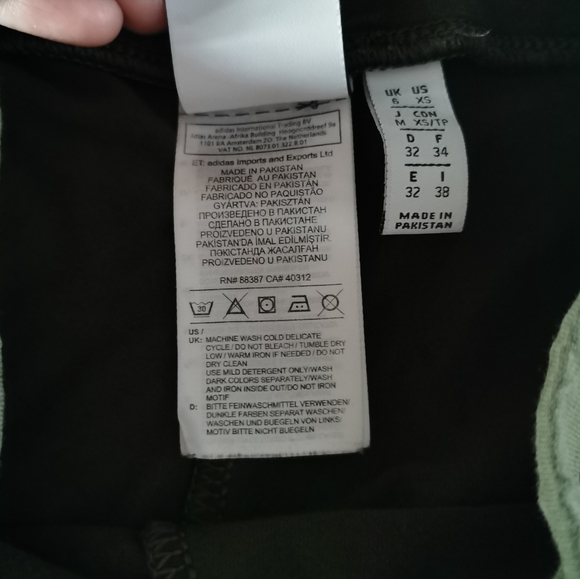 adidas International Trading BV
Atlas Arena -Afrika Building Hoogoorddreef 9a
1101 BA Amsterdam ZO The Netherlands
VAT NO. NL 8073.01.322.B.01
ET: adidas Imports and Exports Ltd
MADE IN PAKISTAN
FABRIQUÉ AU PAKISTAN
FABRICADO EN PAKISTÁN
FABRICADO NO PAQUISTÃO
GYÁRTVA: PAKISZTÁN
ПРОИЗВЕДЕНО В ПАКИСТАН
СДЕЛАНО В ПАКИСТАНЕ
PROIZVEDENO U PAKISTANU
PAKİSTAN'DA İMAL EDİLMİŞTİR
ПӘКІСТАНДА ЖАСАЛҒАН
PROIZVEDENO U PAKISTANU
RN# 88387 CA# 40312
30
US /
UK: MACHINE WASH COLD DELICATE
CYCLE / DO NOT BLEACH / TUMBLE DRY
LOW / WARM IRON IF NEEDED / DO NOT
DRY CLEAN
USE MILD DETERGENT ONLY/WASH
DARK COLORS SEPARATELY/WASH
AND IRON INSIDE OUT/DO NOT IRON
MOTIF
D: BITTE FEINWASCHMITTEL VERWENDEN/
DUNKLE FARBEN SEPARAT WASCHEN/
WASCHEN UND BUEGELN VON LINKS/
MOTIV BITTE NICHT BUEGELN
UK US
6 XS
J CDN
M XS/TP
D F
32 34
E I
32 38
MADE IN
PAKISTAN